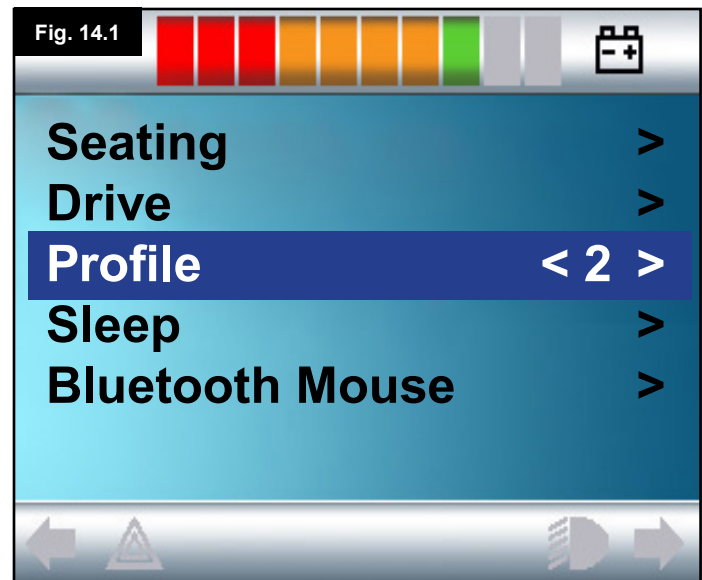 Fig. 14.1
Seating >
Drive >
Profile < 2 >
Sleep >
Bluetooth Mouse >